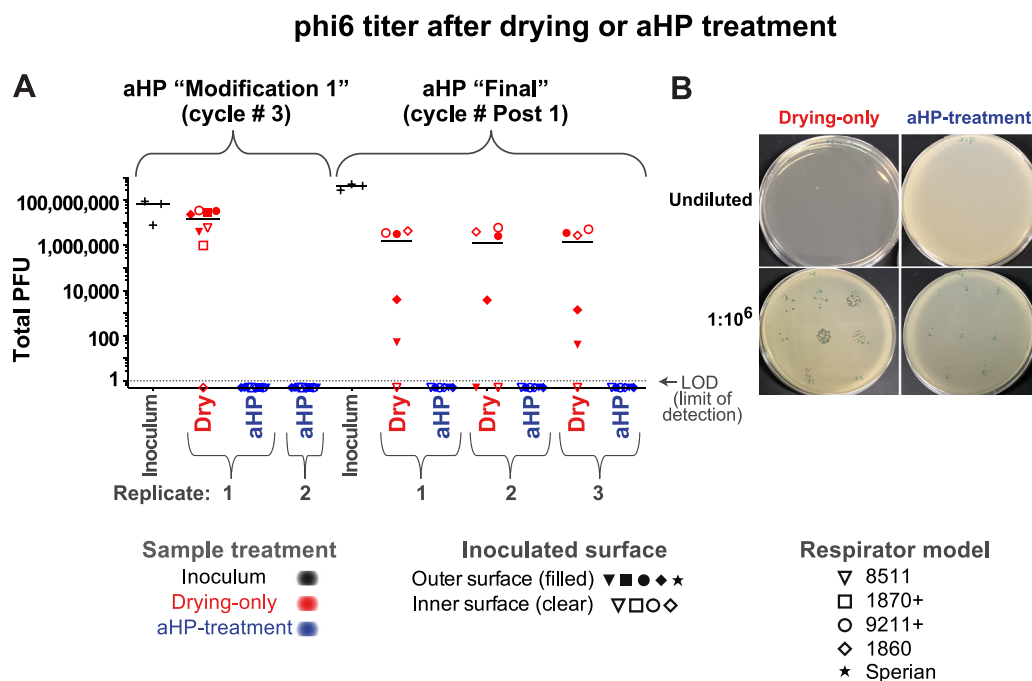 phi6 titer after drying or aHP treatment
A
aHP “Modification 1”
(cycle # 3)
aHP “Final”
(cycle # Post 1)
B
Drying-only
aHP-treatment
Undiluted
1:10⁶
Total PFU
100,000,000
1,000,000
10,000
100
1
LOD
(limit of
detection)
Inoculum
Dry
aHP
aHP
Inoculum
Dry
aHP
Dry
aHP
Dry
aHP
Replicate: 1 2 1 2 3
Sample treatment
Inoculum
Drying-only
aHP-treatment
Inoculated surface
Outer surface (filled)
Inner surface (clear)
Respirator model
8511
1870+
9211+
1860
Sperian